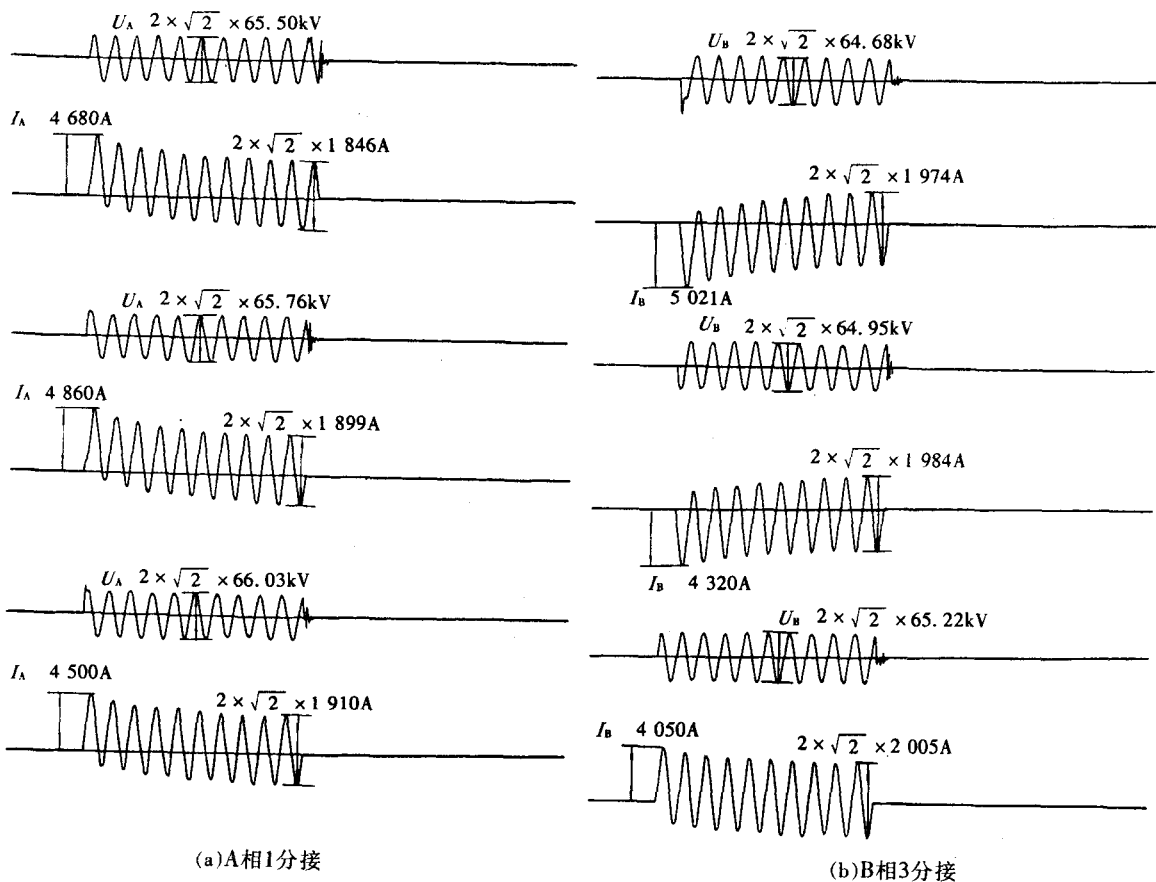 U_A 2×√2×65.50kV
I_A 4 680A
2×√2×1 846A
U_A 2×√2×65.76kV
I_A 4 860A
2×√2×1 899A
U_A 2×√2×66.03kV
I_A 4 500A
2×√2×1 910A
(a)A相1分接
U_B 2×√2×64.68kV
2×√2×1 974A
I_B 5 021A
U_B 2×√2×64.95kV
2×√2×1 984A
I_B 4 320A
U_B 2×√2×65.22kV
I_B 4 050A
2×√2×2 005A
(b)B相3分接